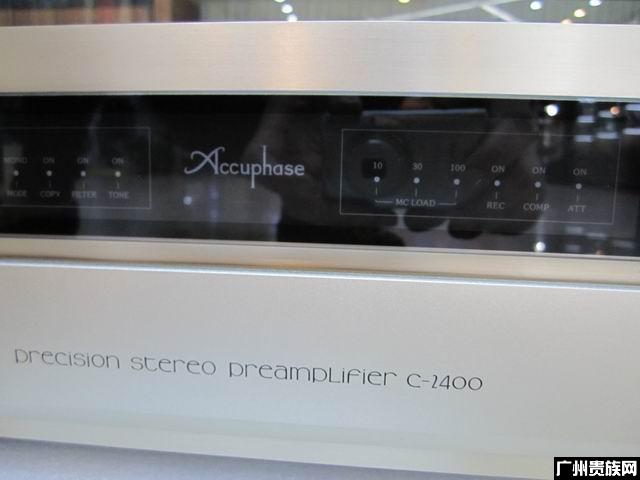 MONO ON ON ON
MODE COPY FILTER TONE
Accuphase
10 30 100 ON ON ON
MC LOAD REC COMP ATT
precision stereo preamplifier C-2400
广州贵族网